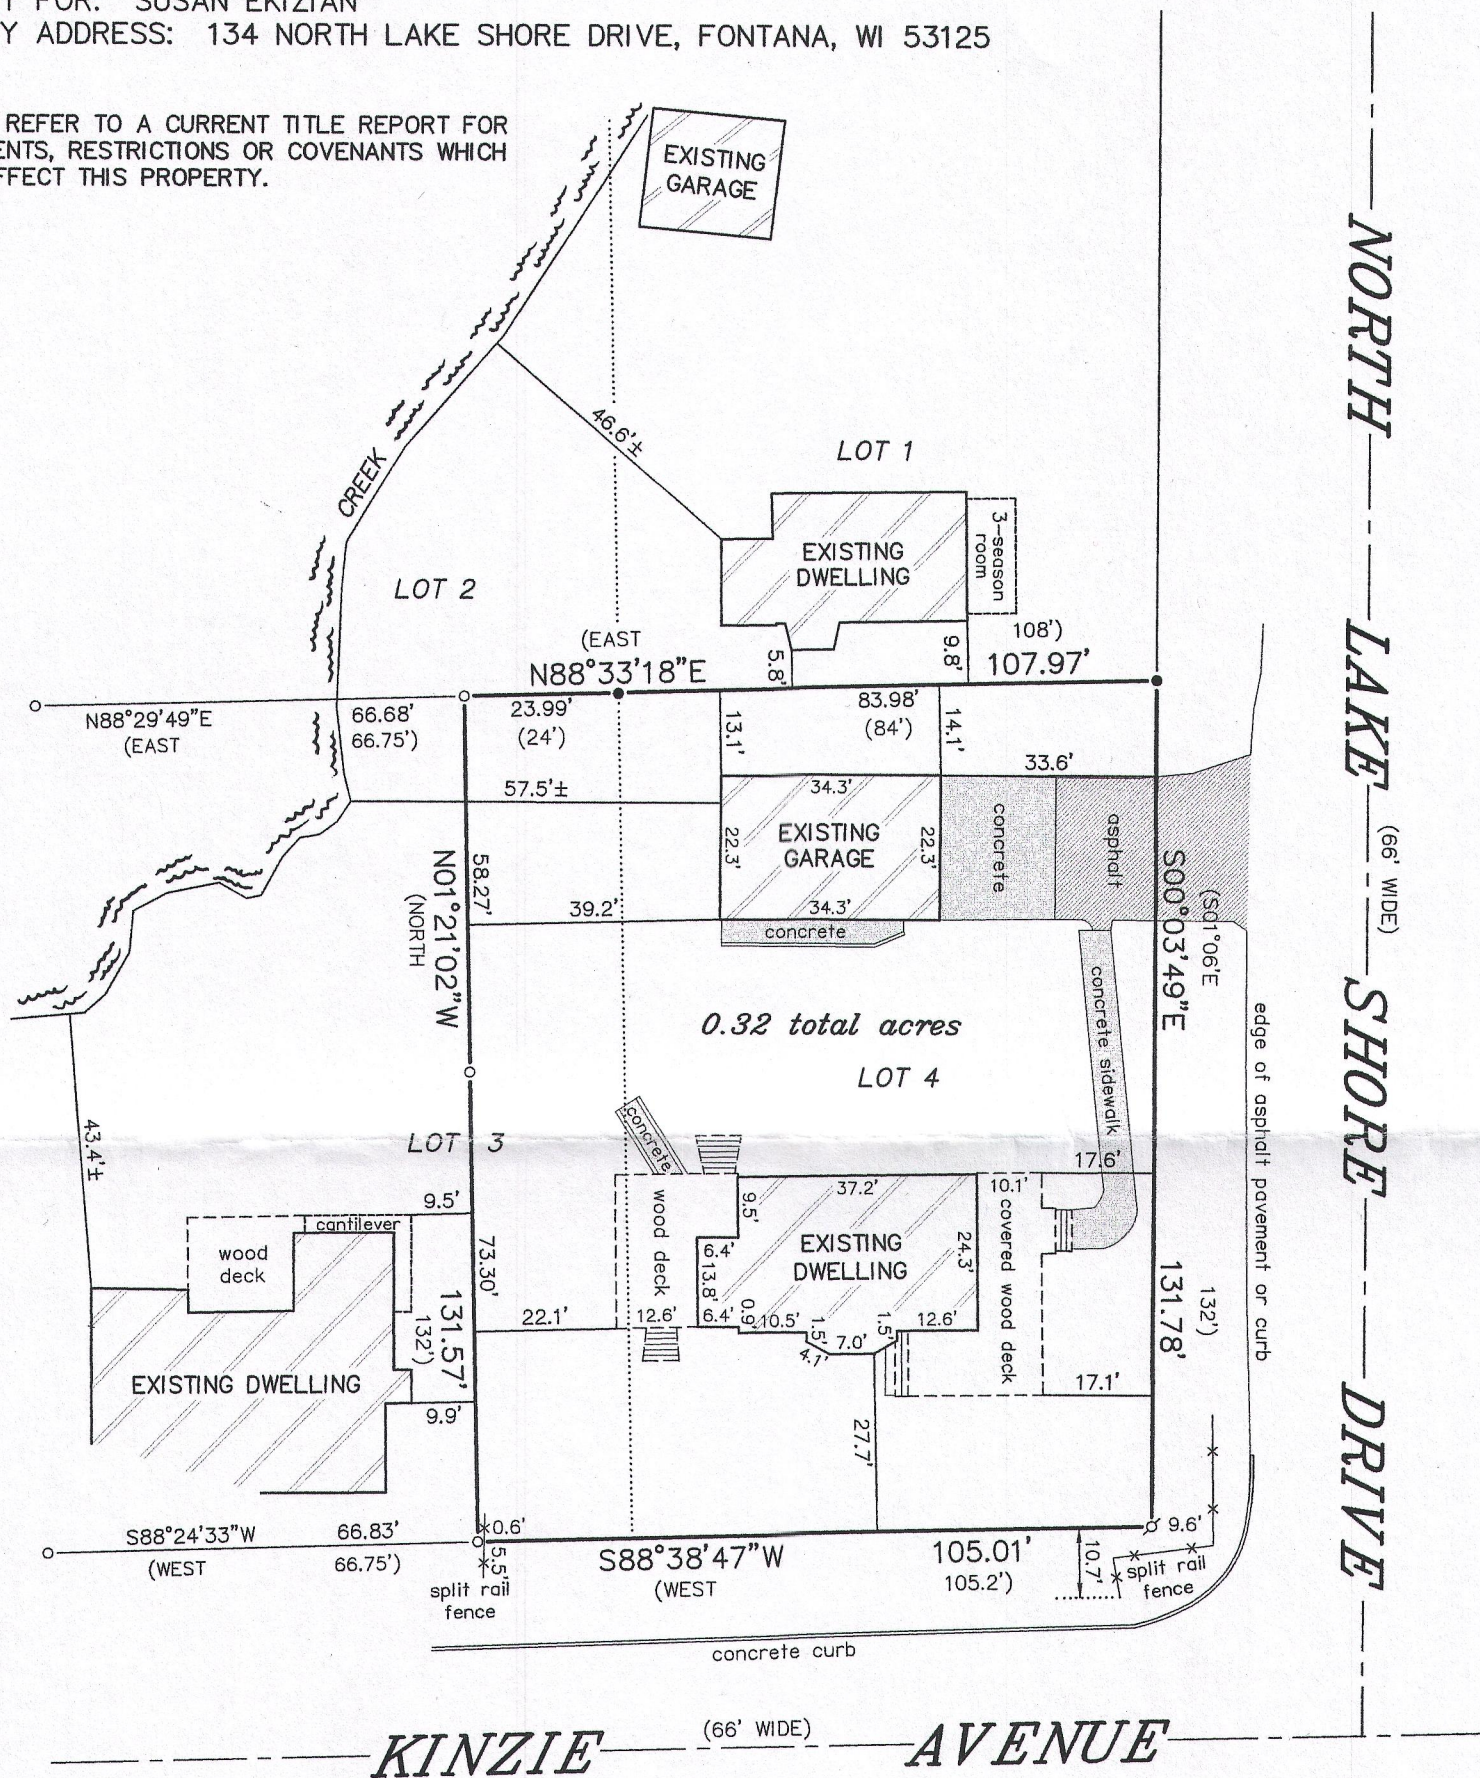 Y FOR: SUSAN EKIZIAN
Y ADDRESS: 134 NORTH LAKE SHORE DRIVE, FONTANA, WI 53125
REFER TO A CURRENT TITLE REPORT FOR
ENTS, RESTRICTIONS OR COVENANTS WHICH
FFECT THIS PROPERTY.
EXISTING
GARAGE
NORTH LAKE SHORE DRIVE
(66' WIDE)
46.6'±
LOT 1
CREEK
EXISTING
DWELLING
3-season
room
LOT 2
(EAST
108')
N88°33'18"E
5.8'
9.8'
107.97'
N88°29'49"E
(EAST
66.68'
66.75')
23.99'
(24')
13.1'
83.98'
(84')
14.1'
33.6'
57.5'±
34.3'
22.3'
EXISTING
GARAGE
22.3'
34.3'
concrete
asphalt
concrete
58.27'
N01°21'02"W
(NORTH
39.2'
S00°03'49"E
(S01°06'E
0.32 total acres
LOT 4
concrete sidewalk
edge of asphalt pavement or curb
43.4'±
LOT 3
concrete
17.6'
9.5'
cantilever
wood
deck
wood deck
9.5'
37.2'
10.1'
6.4'
13.8'
6.4'
EXISTING
DWELLING
24.3'
covered wood deck
73.30'
131.57'
132')
22.1'
12.6'
0.9'
10.5'
1.5'
4.1'
7.0'
1.5'
12.6'
131.78'
132')
EXISTING DWELLING
17.1'
9.9'
27.7'
S88°24'33"W
(WEST
66.83'
66.75')
0.6'
5.5'
split rail
fence
S88°38'47"W
(WEST
105.01'
105.2')
10.7'
9.6'
split rail
fence
concrete curb
KINZIE (66' WIDE) AVENUE